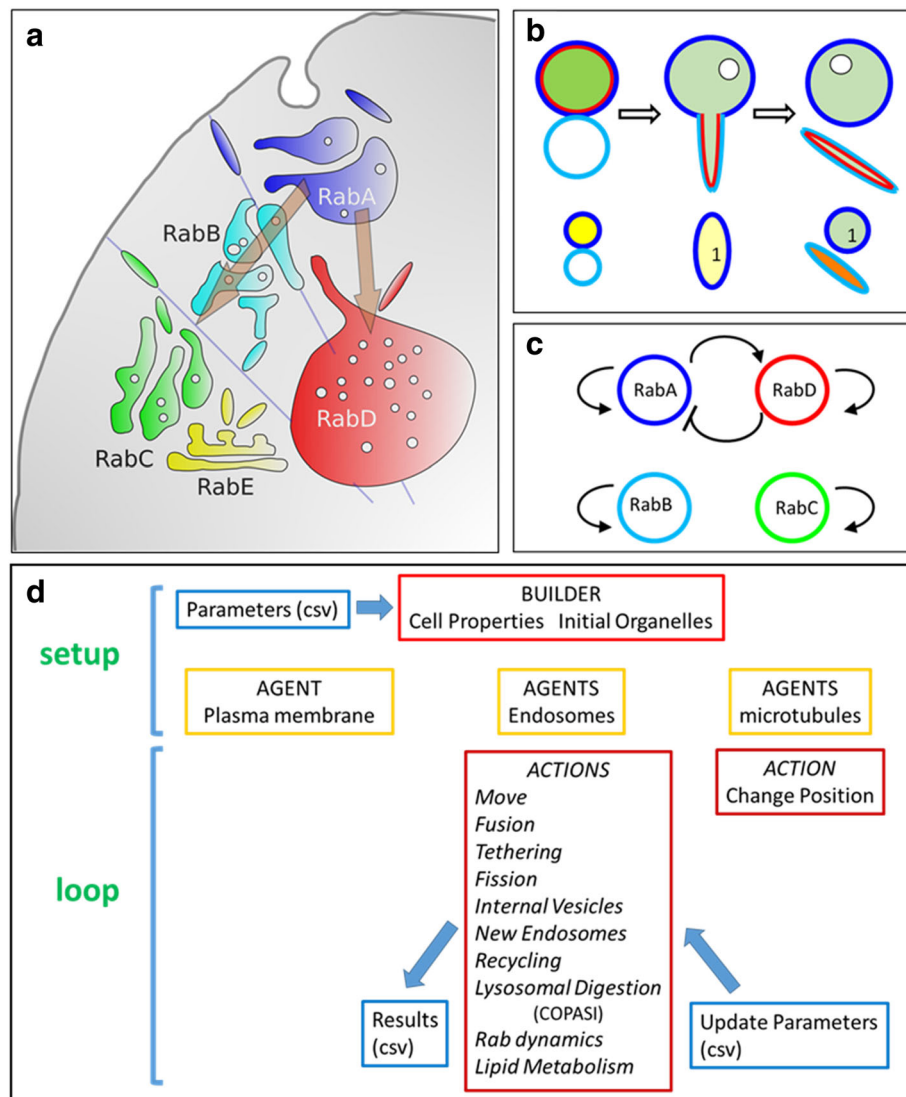 a
RabA
RabB
RabD
RabC
RabE
b
1
1
c
RabA
RabD
RabB
RabC
d
setup
Parameters (csv)
BUILDER
Cell Properties Initial Organelles
AGENT
Plasma membrane
AGENTS
Endosomes
AGENTS
microtubules
loop
ACTIONS
Move
Fusion
Tethering
Fission
Internal Vesicles
New Endosomes
Recycling
Lysosomal Digestion
(COPASI)
Rab dynamics
Lipid Metabolism
ACTION
Change Position
Results
(csv)
Update Parameters
(csv)